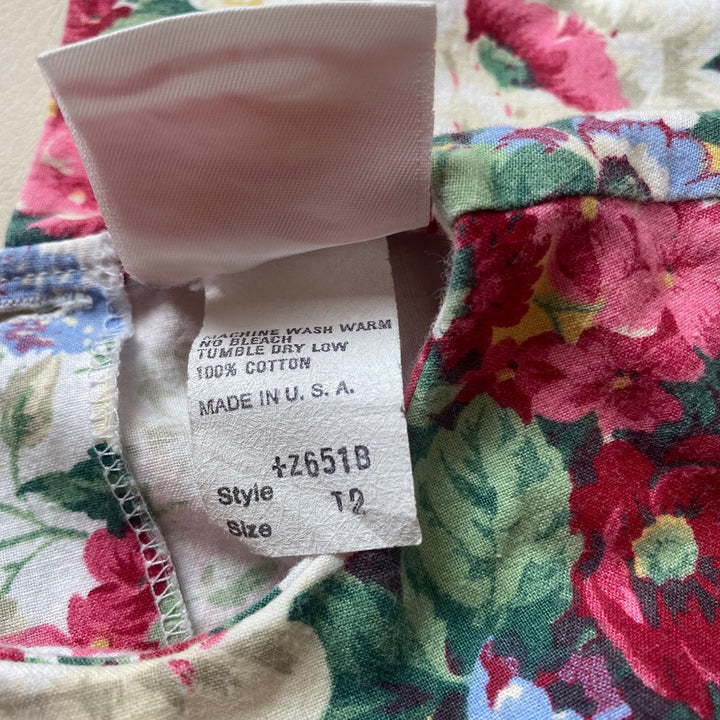 MACHINE WASH WARM
NO BLEACH
TUMBLE DRY LOW
100% COTTON
MADE IN U. S. A.
+Z651B
Style
12
Size